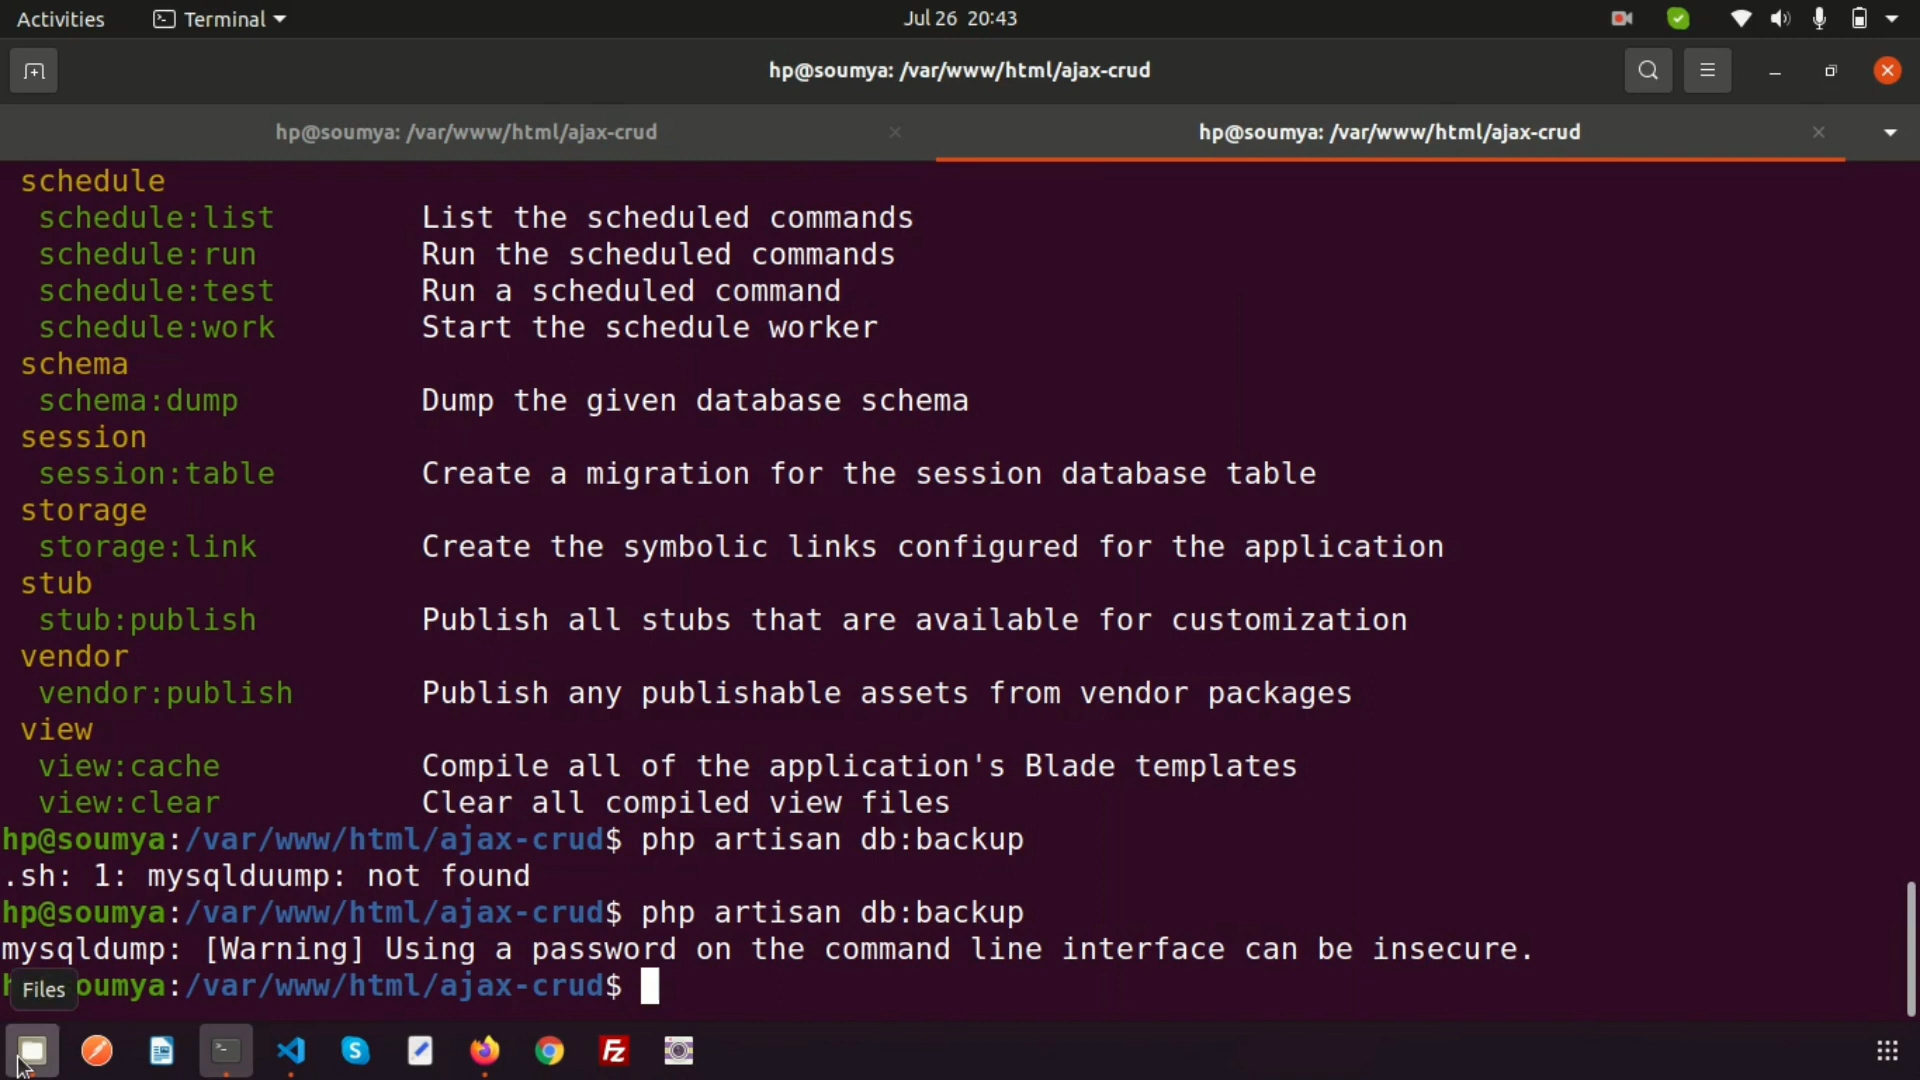 Activities Terminal Jul 26 20:43
hp@soumya: /var/www/html/ajax-crud
hp@soumya: /var/www/html/ajax-crud hp@soumya: /var/www/html/ajax-crud
schedule
schedule:list List the scheduled commands
schedule:run Run the scheduled commands
schedule:test Run a scheduled command
schedule:work Start the schedule worker
schema
schema:dump Dump the given database schema
session
session:table Create a migration for the session database table
storage
storage:link Create the symbolic links configured for the application
stub
stub:publish Publish all stubs that are available for customization
vendor
vendor:publish Publish any publishable assets from vendor packages
view
view:cache Compile all of the application's Blade templates
view:clear Clear all compiled view files
hp@soumya:/var/www/html/ajax-crud$ php artisan db:backup
.sh: 1: mysqlduump: not found
hp@soumya:/var/www/html/ajax-crud$ php artisan db:backup
mysqldump: [Warning] Using a password on the command line interface can be insecure.
Files oumya:/var/www/html/ajax-crud$